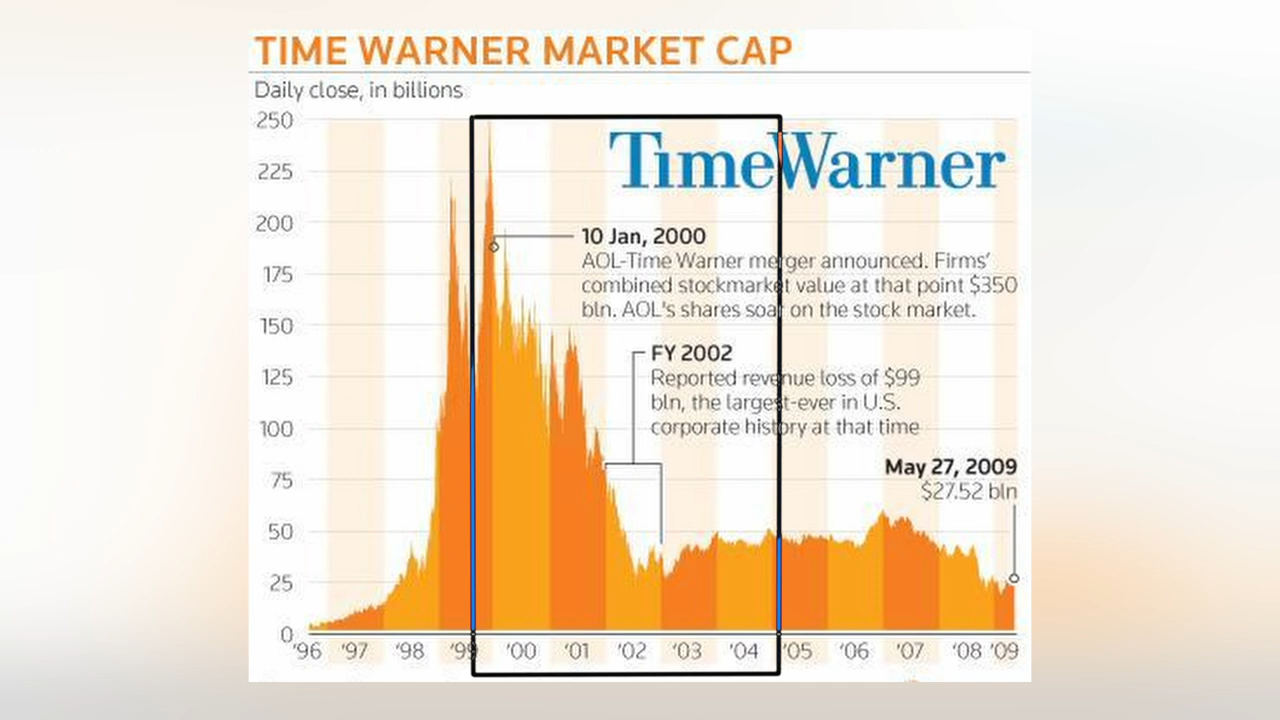 TIME WARNER MARKET CAP
Daily close, in billions
TimeWarner
250
225
200
175
150
125
100
75
50
25
0
10 Jan, 2000
AOL-Time Warner merger announced. Firms'
combined stockmarket value at that point $350
bln. AOL's shares soar on the stock market.
FY 2002
Reported revenue loss of $99
bln, the largest-ever in U.S.
corporate history at that time
May 27, 2009
$27.52 bln
'96 '97 '98 '99 '00 '01 '02 '03 '04 '05 '06 '07 '08 '09